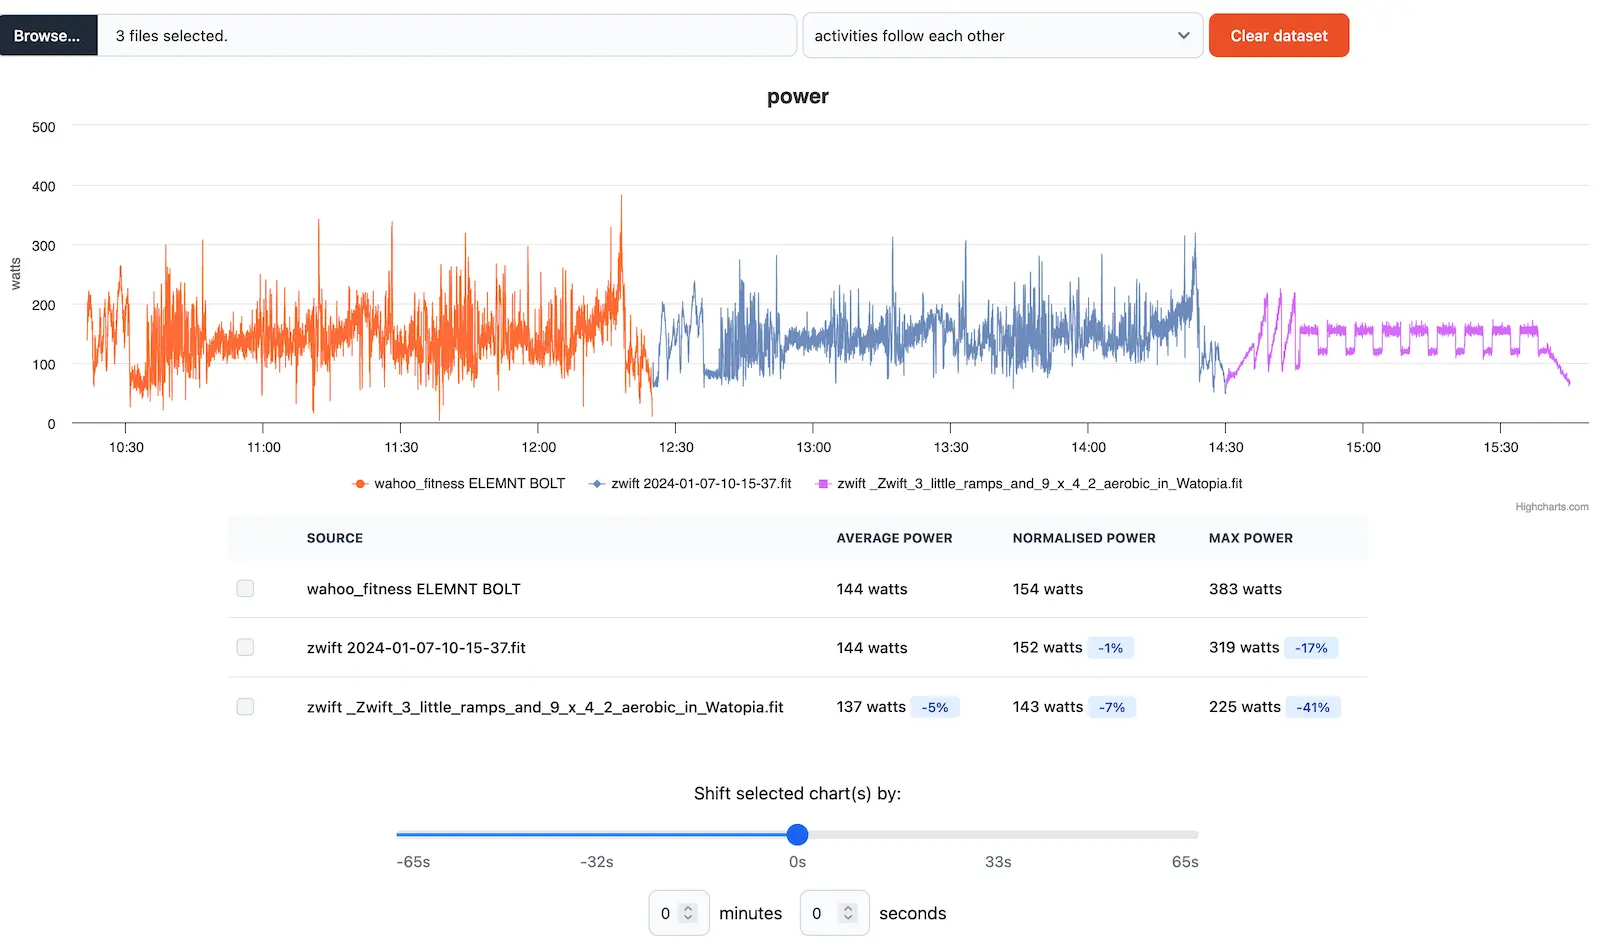 Browse... 3 files selected. activities follow each other Clear dataset
power
500
400
300
200
100
0
watts
10:30 11:00 11:30 12:00 12:30 13:00 13:30 14:00 14:30 15:00 15:30
wahoo_fitness ELEMNT BOLT zwift 2024-01-07-10-15-37.fit zwift _Zwift_3_little_ramps_and_9_x_4_2_aerobic_in_Watopia.fit
Highcharts.com
SOURCE AVERAGE POWER NORMALISED POWER MAX POWER
wahoo_fitness ELEMNT BOLT 144 watts 154 watts 383 watts
zwift 2024-01-07-10-15-37.fit 144 watts 152 watts -1% 319 watts -17%
zwift _Zwift_3_little_ramps_and_9_x_4_2_aerobic_in_Watopia.fit 137 watts -5% 143 watts -7% 225 watts -41%
Shift selected chart(s) by:
-65s -32s 0s 33s 65s
0 minutes 0 seconds